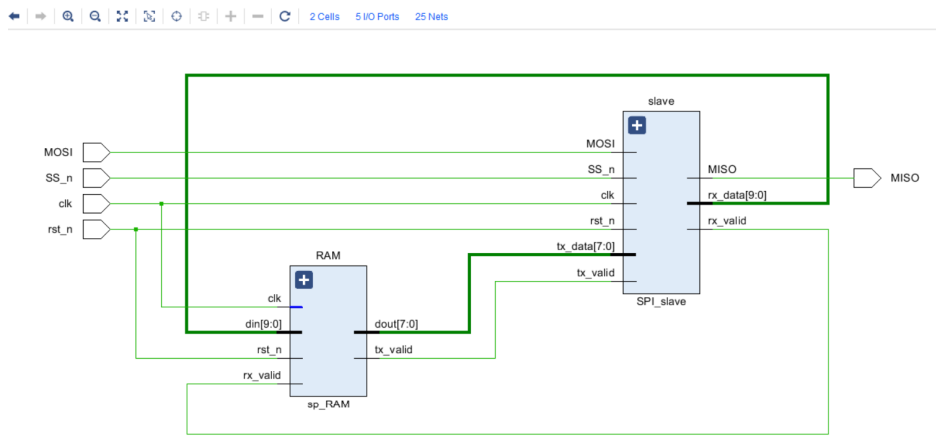 2 Cells 5 I/O Ports 25 Nets
slave
MOSI MOSI
SS_n SS_n MISO MISO
clk clk rx_data[9:0]
rst_n rst_n rx_valid
RAM tx_data[7:0]
clk tx_valid
SPI_slave
din[9:0] dout[7:0]
rst_n tx_valid
rx_valid
sp_RAM